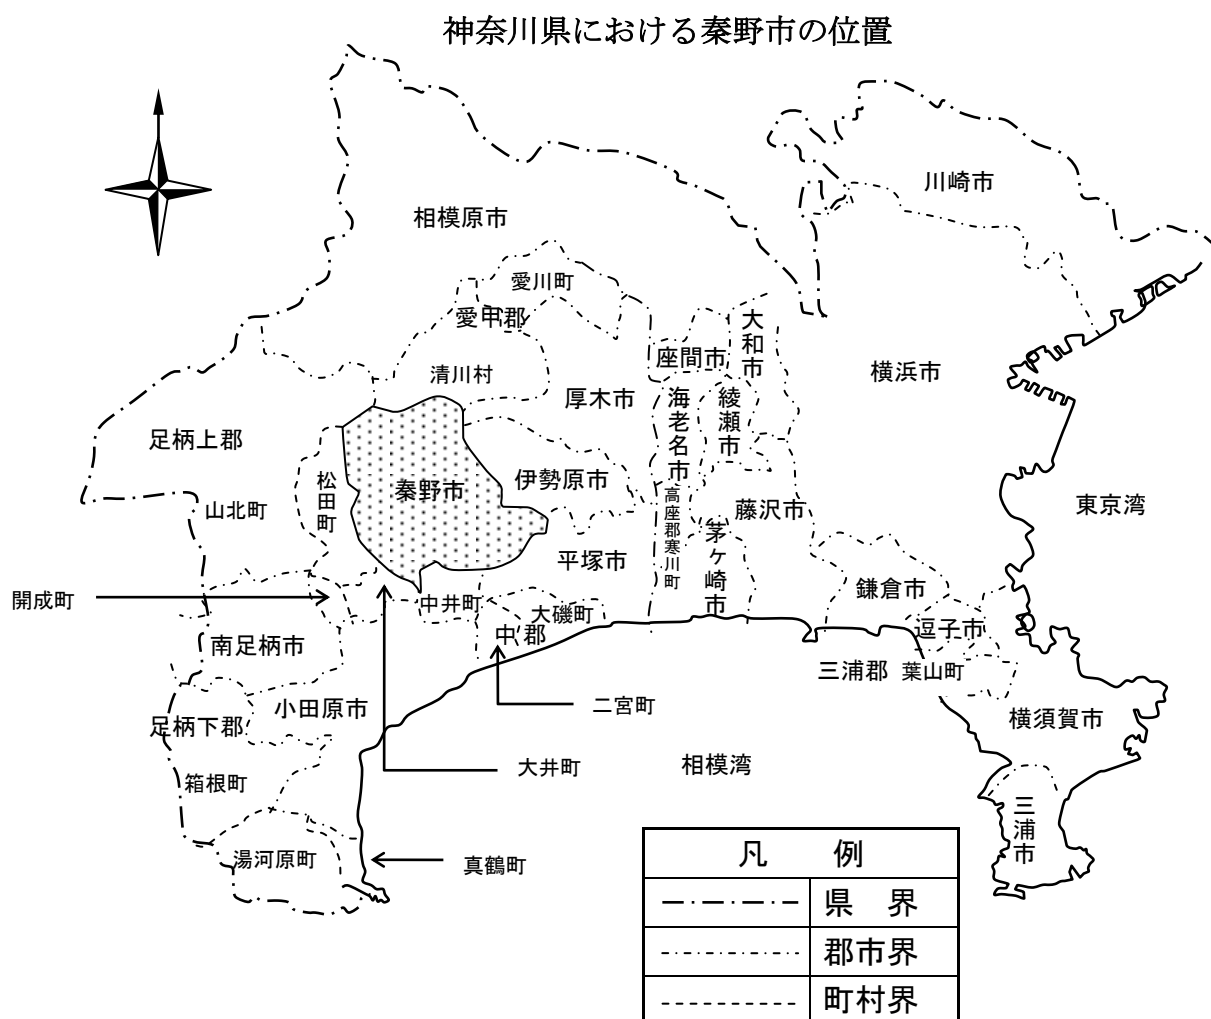 神奈川県における秦野市の位置
川崎市
相模原市
愛川町
愛甲郡
大和市
座間市
横浜市
清川村
厚木市
海老名市
綾瀬市
足柄上郡
松田町
秦野市
伊勢原市
山北町
高座郡寒川町
藤沢市
東京湾
茅ヶ崎市
平塚市
鎌倉市
開成町
中井町
大磯町
中郡
逗子市
南足柄市
三浦郡
葉山町
小田原市
二宮町
横須賀市
足柄下郡
箱根町
大井町
相模湾
三浦市
湯河原町
真鶴町
凡 例
県 界
郡市界
町村界